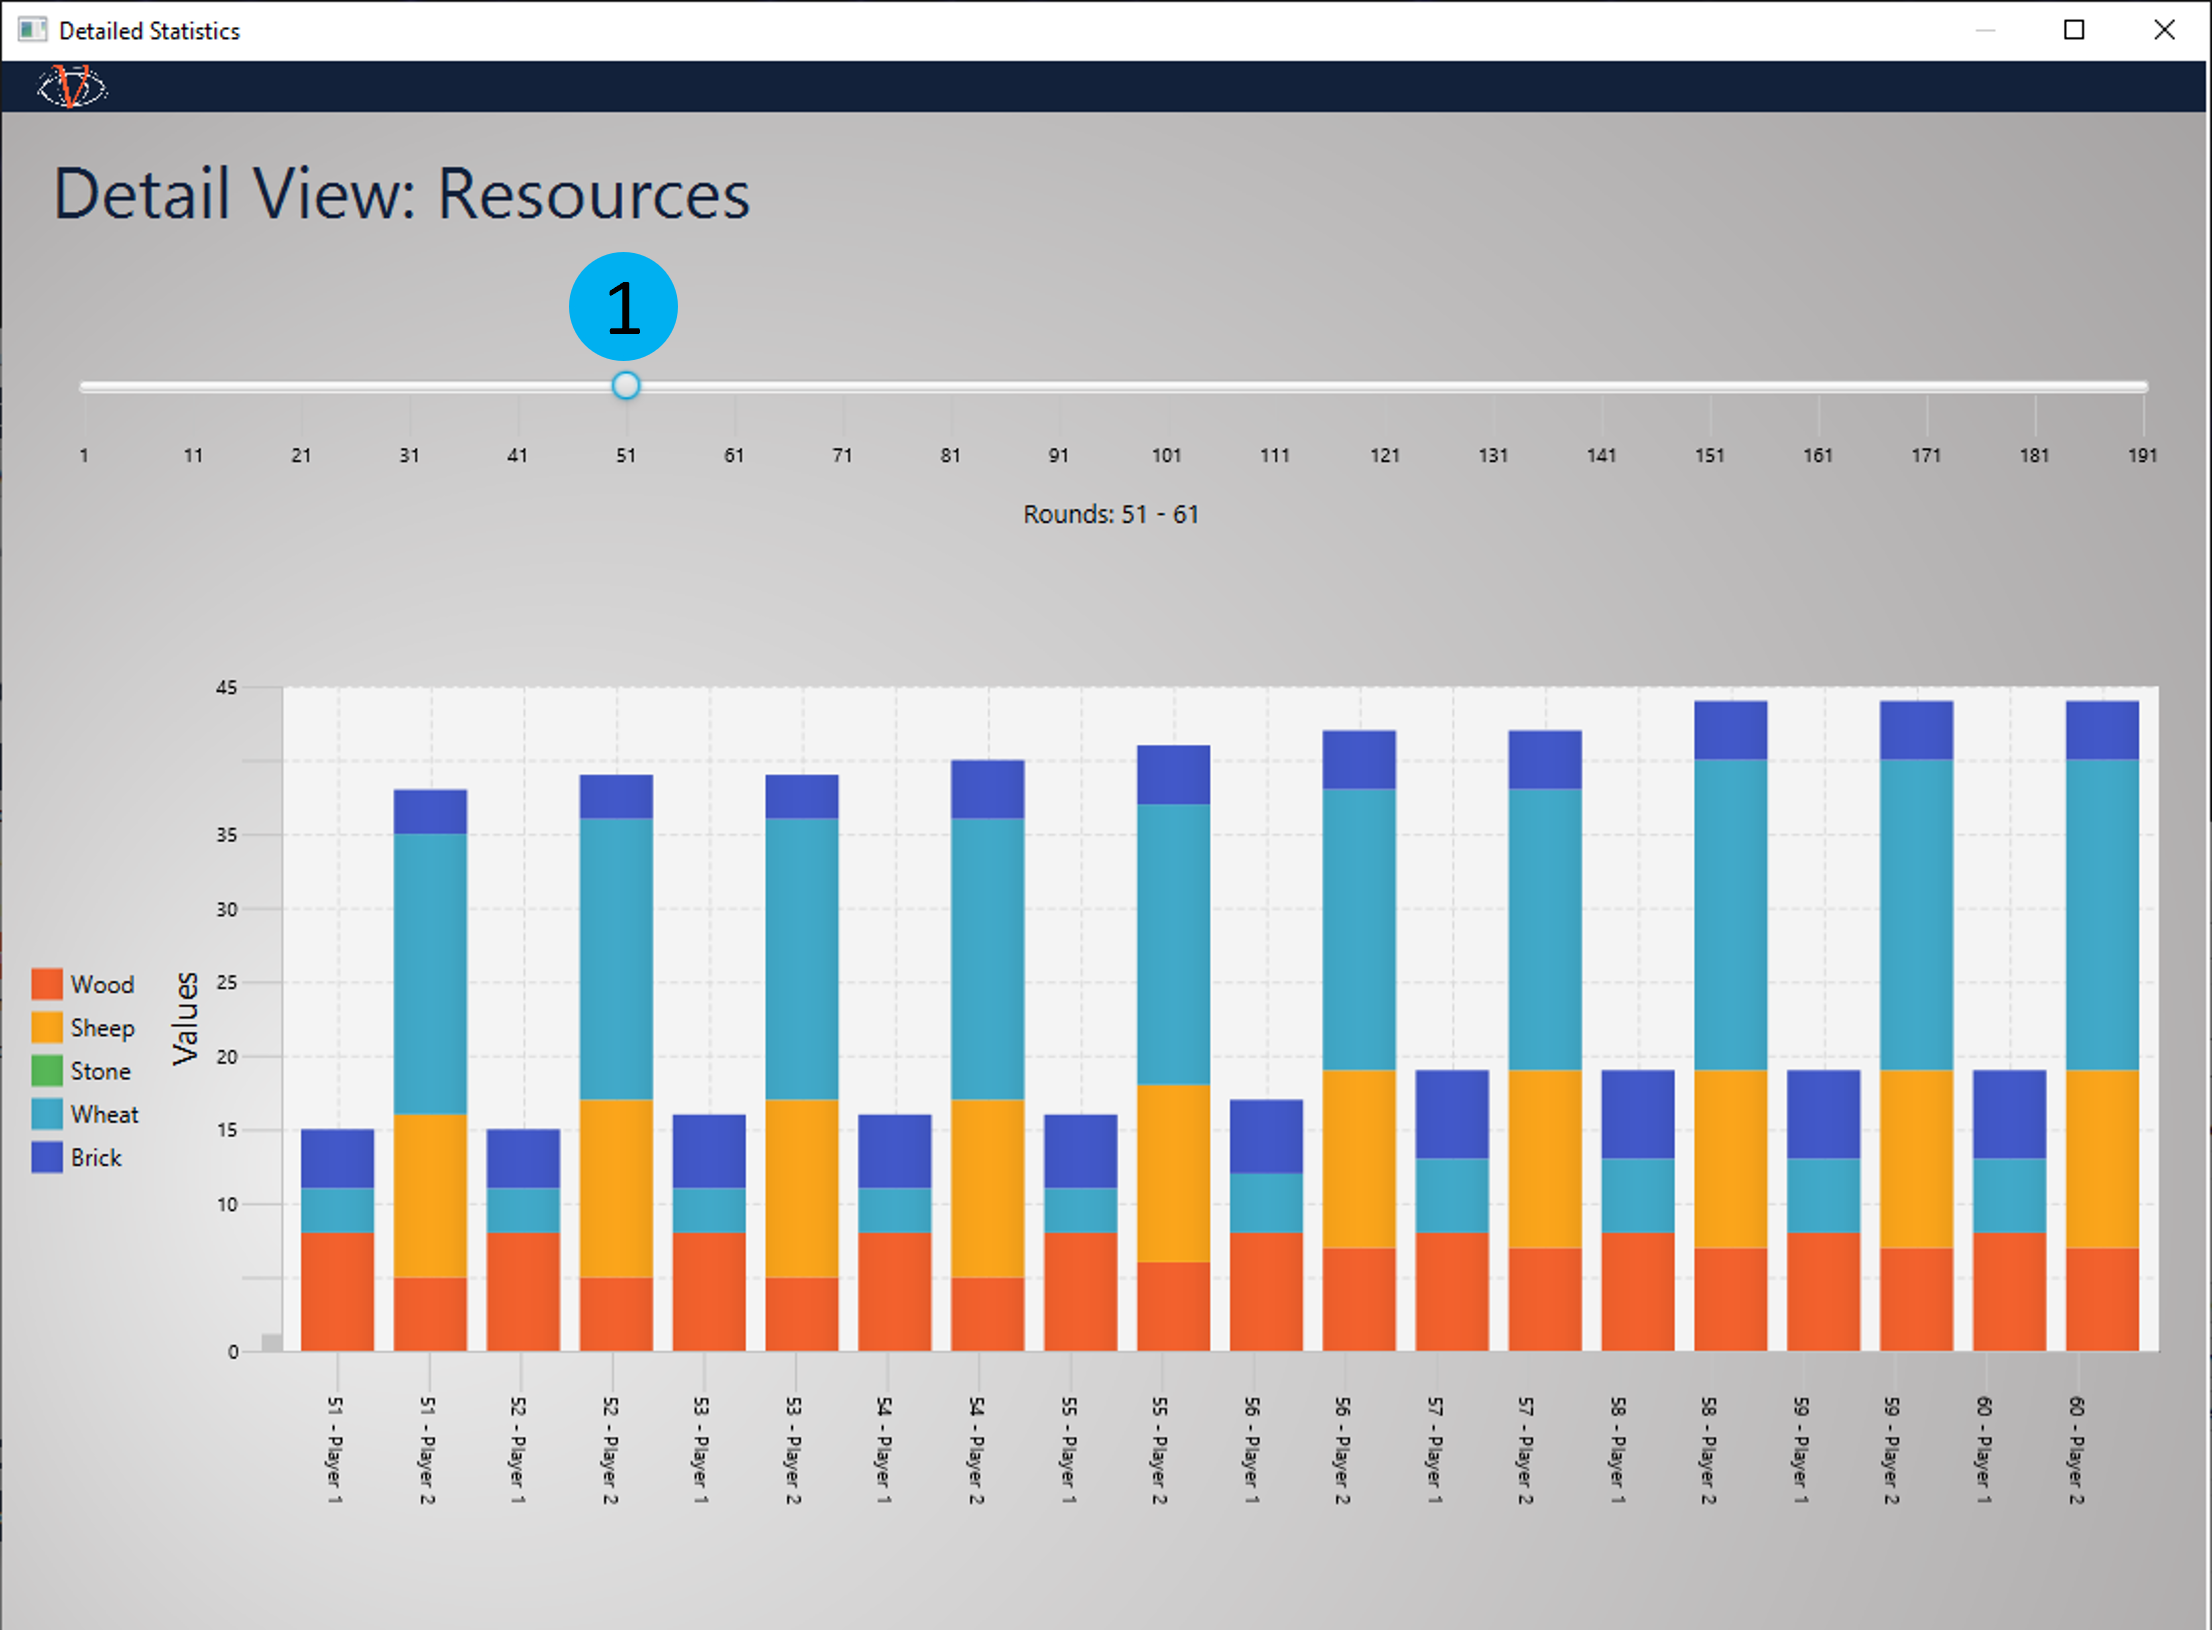 Detailed Statistics
Detail View: Resources
1
1 11 21 31 41 51 61 71 81 91 101 111 121 131 141 151 161 171 181 191
Rounds: 51 - 61
Wood
Sheep
Stone
Wheat
Brick
Values
45
35
30
25
20
15
10
0
51 - Player 1
51 - Player 2
52 - Player 1
52 - Player 2
53 - Player 1
53 - Player 2
54 - Player 1
54 - Player 2
55 - Player 1
55 - Player 2
56 - Player 1
56 - Player 2
57 - Player 1
57 - Player 2
58 - Player 1
58 - Player 2
59 - Player 1
59 - Player 2
60 - Player 1
60 - Player 2